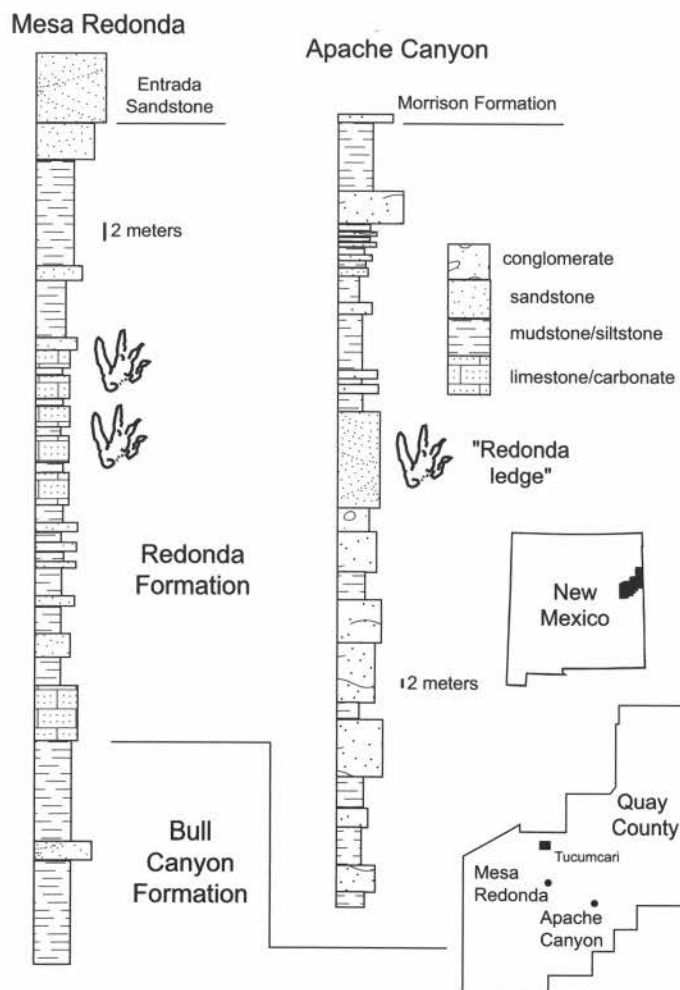 Mesa Redonda
Entrada
Sandstone
2 meters
Redonda
Formation
Bull
Canyon
Formation
Apache Canyon
Morrison Formation
conglomerate
sandstone
mudstone/siltstone
limestone/carbonate
"Redonda
ledge"
2 meters
New
Mexico
Quay
County
Tucumcari
Mesa
Redonda
Apache
Canyon